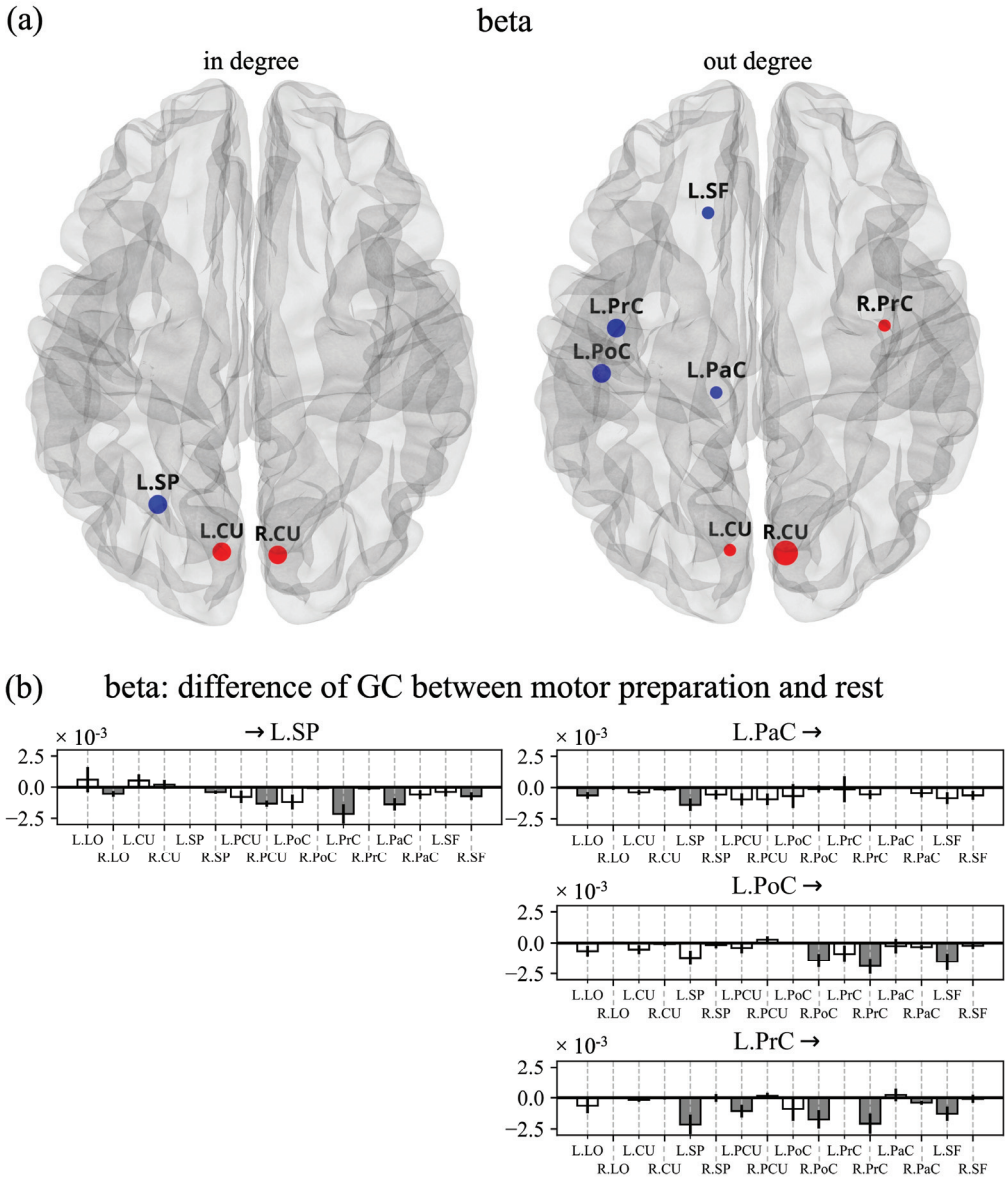 (a)
beta
in degree
out degree
L.SP
L.CU
R.CU
L.SF
L.PrC
R.PrC
L.PoC
L.PaC
L.CU
R.CU
(b) beta: difference of GC between motor preparation and rest
× 10⁻³
→ L.SP
2.5
0.0
−2.5
L.LO L.CU L.SP L.PCU L.PoC L.PrC L.PaC L.SF
R.LO R.CU R.SP R.PCU R.PoC R.PrC R.PaC R.SF
× 10⁻³
L.PaC →
2.5
0.0
−2.5
L.LO L.CU L.SP L.PCU L.PoC L.PrC L.PaC L.SF
R.LO R.CU R.SP R.PCU R.PoC R.PrC R.PaC R.SF
× 10⁻³
L.PoC →
2.5
0.0
−2.5
L.LO L.CU L.SP L.PCU L.PoC L.PrC L.PaC L.SF
R.LO R.CU R.SP R.PCU R.PoC R.PrC R.PaC R.SF
× 10⁻³
L.PrC →
2.5
0.0
−2.5
L.LO L.CU L.SP L.PCU L.PoC L.PrC L.PaC L.SF
R.LO R.CU R.SP R.PCU R.PoC R.PrC R.PaC R.SF